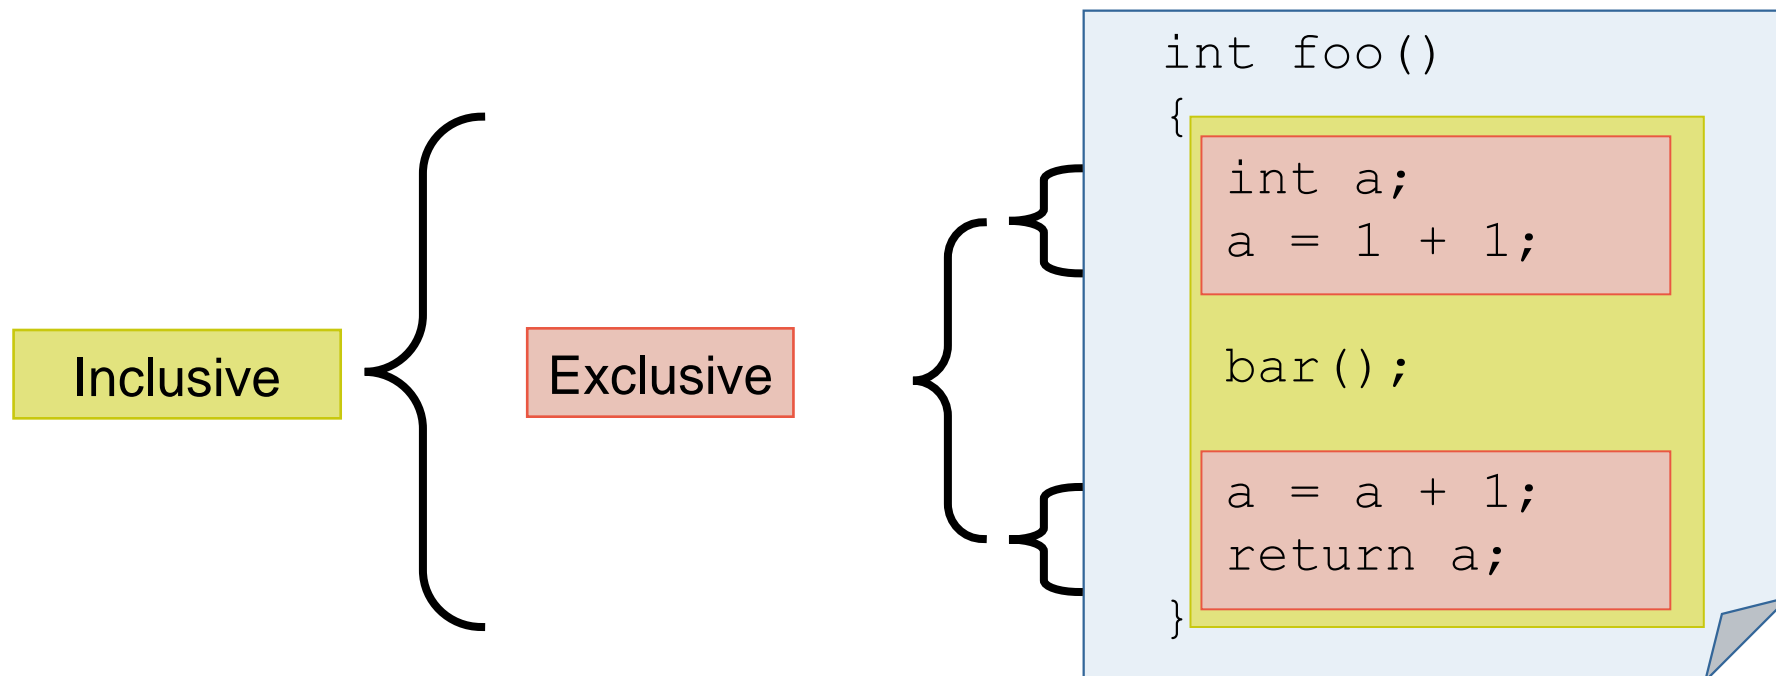 Inclusive
Exclusive
int foo()
{
int a;
a = 1 + 1;
bar();
a = a + 1;
return a;
}